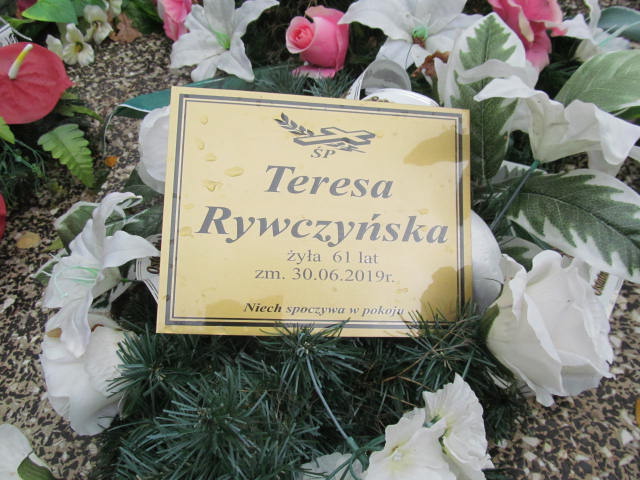 ŚP
Teresa
Rywczyńska
żyła 61 lat
zm. 30.06.2019r.
Niech spoczywa w pokoju